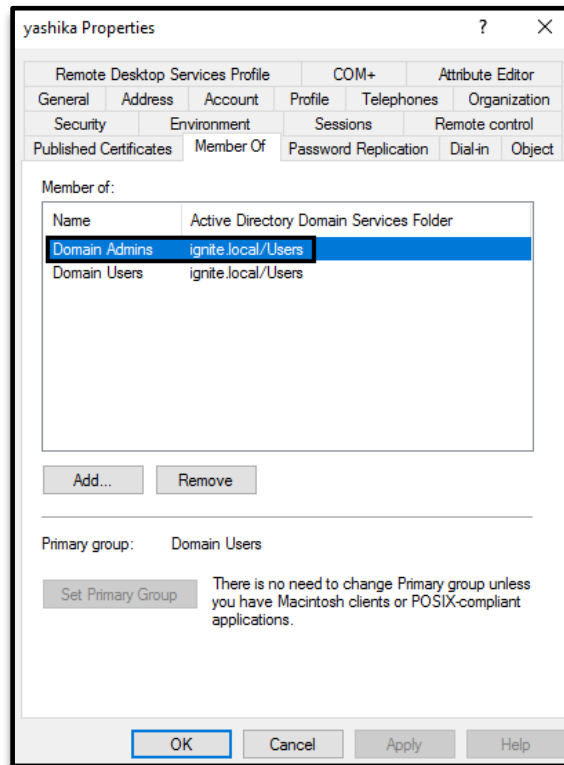 yashika Properties ? ×
Remote Desktop Services Profile COM+ Attribute Editor
General Address Account Profile Telephones Organization
Security Environment Sessions Remote control
Published Certificates Member Of Password Replication Dial-in Object
Member of:
Name Active Directory Domain Services Folder
Domain Admins ignite.local/Users
Domain Users ignite.local/Users
Add... Remove
Primary group: Domain Users
Set Primary Group
There is no need to change Primary group unless
you have Macintosh clients or POSIX-compliant
applications.
OK Cancel Apply Help